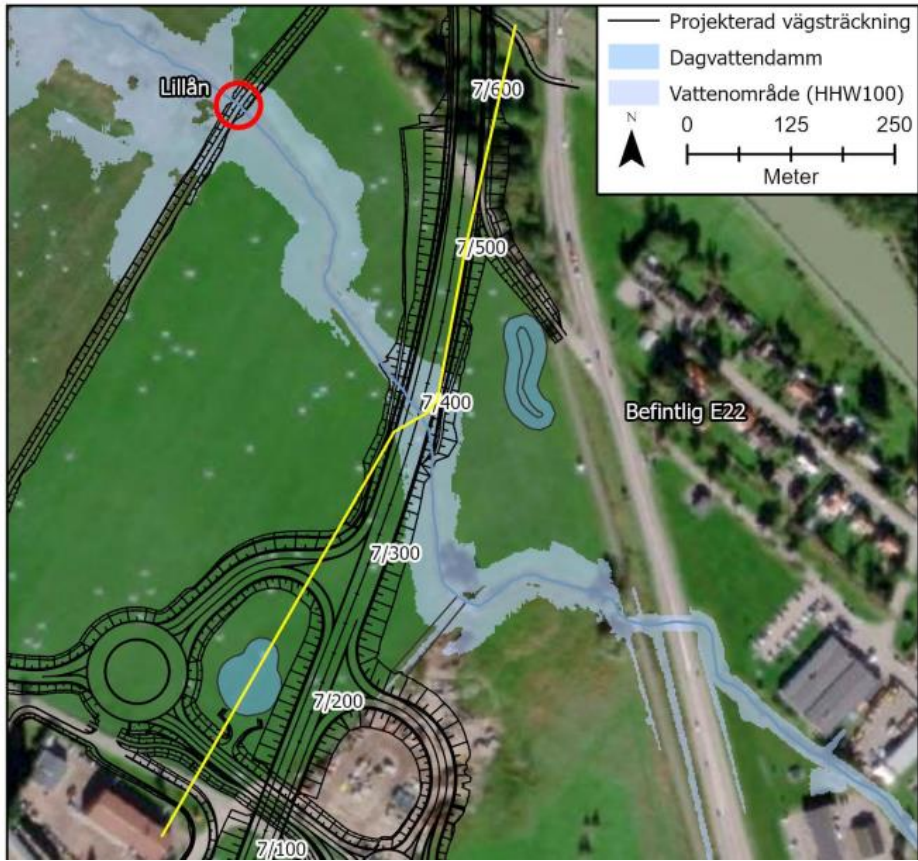 Projekterad vägsträckning
Dagvattendamm
Vattenområde (HHW100)
N
0 125 250
Meter
Lillån
7/600
7/500
7/400
Befintlig E22
7/300
7/200
7/100